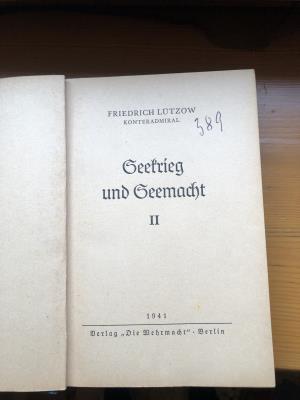 FRIEDRICH LÜTZOW
KONTERADMIRAL
389
Seekrieg
und Seemacht
II
1941
Verlag „Die Wehrmacht“ · Berlin